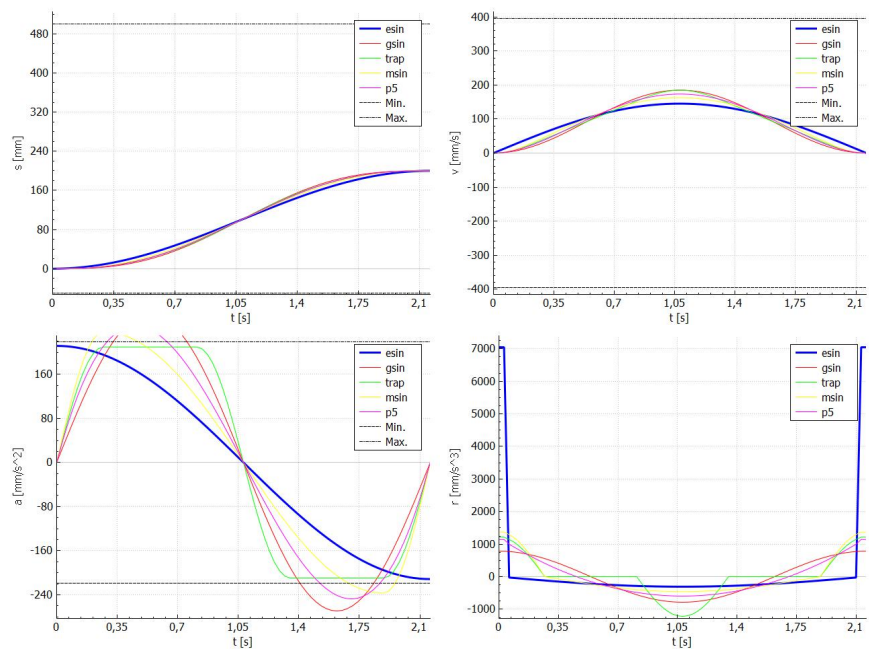 480
400
320
240
160
80
0
s [mm]
0
0,35
0,7
1,05
1,4
1,75
2,1
t [s]
esin
gsin
trap
msin
p5
Min.
Max.
400
300
200
100
0
-100
-200
-300
-400
v [mm/s]
0
0,35
0,7
1,05
1,4
1,75
2,1
t [s]
esin
gsin
trap
msin
p5
Min.
Max.
160
80
0
-80
-160
-240
a [mm/s^2]
0
0,35
0,7
1,05
1,4
1,75
2,1
t [s]
esin
gsin
trap
msin
p5
Min.
Max.
7000
6000
5000
4000
3000
2000
1000
0
-1000
r [mm/s^3]
0
0,35
0,7
1,05
1,4
1,75
2,1
t [s]
esin
gsin
trap
msin
p5